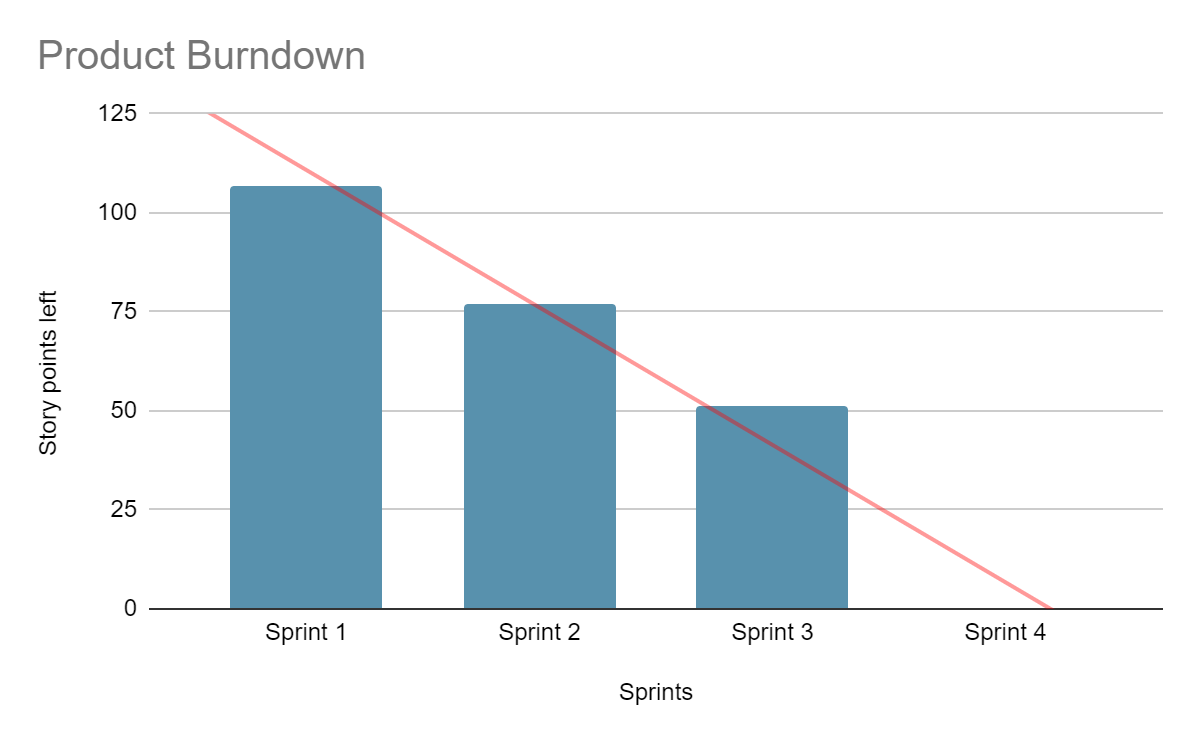 Product Burndown
125
100
75
50
25
0
Story points left
Sprint 1
Sprint 2
Sprint 3
Sprint 4
Sprints